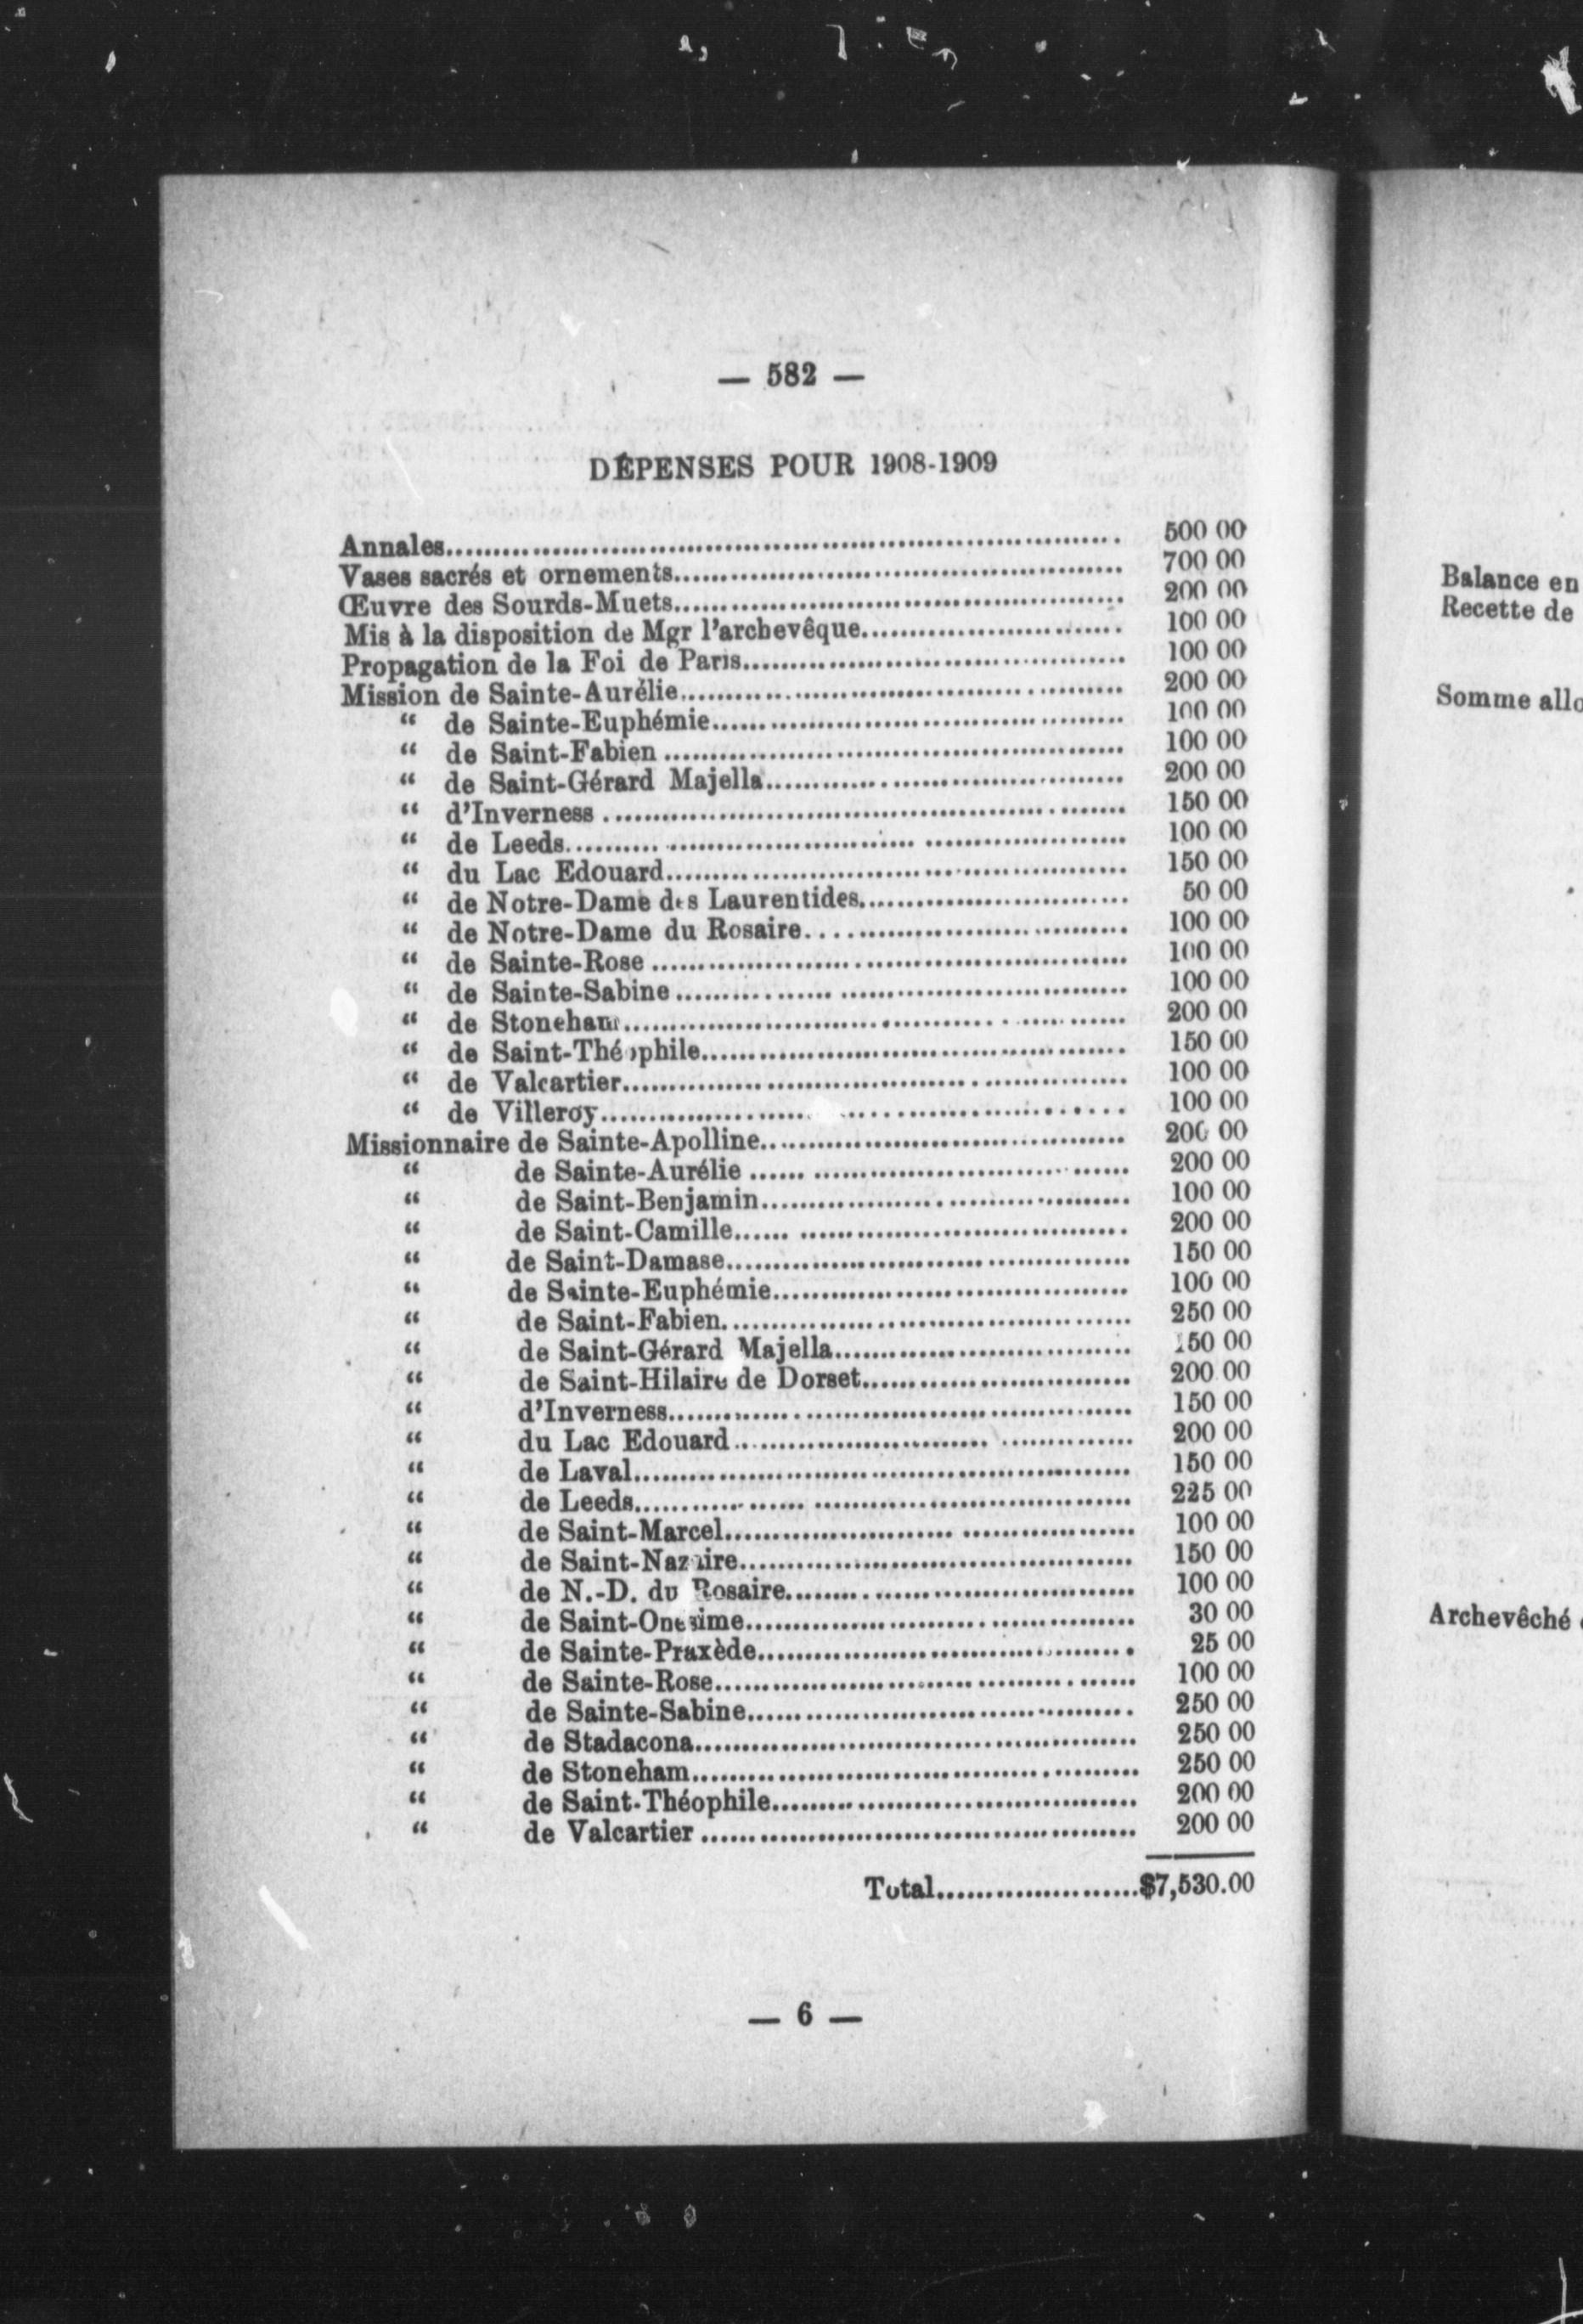 — 582 —
DÉPENSES POUR 1908-1909
Annales.................... 500 00
Vases sacrés et ornements.................... 700 00
Œuvre des Sourds-Muets.................... 200 00
Mis à la disposition de Mgr l'archevêque.................... 100 00
Propagation de la Foi de Paris.................... 100 00
Mission de Sainte-Aurélie.................... 200 00
“ de Sainte-Euphémie.................... 100 00
“ de Saint-Fabien.................... 100 00
“ de Saint-Gérard Majella.................... 200 00
“ d'Inverness.................... 150 00
“ de Leeds.................... 100 00
“ du Lac Edouard.................... 150 00
“ de Notre-Dame des Laurentides.................... 50 00
“ de Notre-Dame du Rosaire.................... 100 00
“ de Sainte-Rose.................... 100 00
“ de Sainte-Sabine.................... 100 00
“ de Stoneham.................... 200 00
“ de Saint-Théophile.................... 150 00
“ de Valcartier.................... 100 00
“ de Villeroy.................... 100 00
Missionnaire de Sainte-Apolline.................... 200 00
“ de Sainte-Aurélie.................... 200 00
“ de Saint-Benjamin.................... 100 00
“ de Saint-Camille.................... 200 00
“ de Saint-Damase.................... 150 00
“ de Sainte-Euphémie.................... 100 00
“ de Saint-Fabien.................... 250 00
“ de Saint-Gérard Majella.................... 150 00
“ de Saint-Hilaire de Dorset.................... 200 00
“ d'Inverness.................... 150 00
“ du Lac Edouard.................... 200 00
“ de Laval.................... 150 00
“ de Leeds.................... 225 00
“ de Saint-Marcel.................... 100 00
“ de Saint-Nazaire.................... 150 00
“ de N.-D. du Rosaire.................... 100 00
“ de Saint-Onesime.................... 30 00
“ de Sainte-Praxède.................... 25 00
“ de Sainte-Rose.................... 100 00
“ de Sainte-Sabine.................... 250 00
“ de Stadacona.................... 250 00
“ de Stoneham.................... 250 00
“ de Saint-Théophile.................... 200 00
“ de Valcartier.................... 200 00
Total....................$7,530.00
— 6 —
Balance en
Recette de
Somme allo
Archevêché